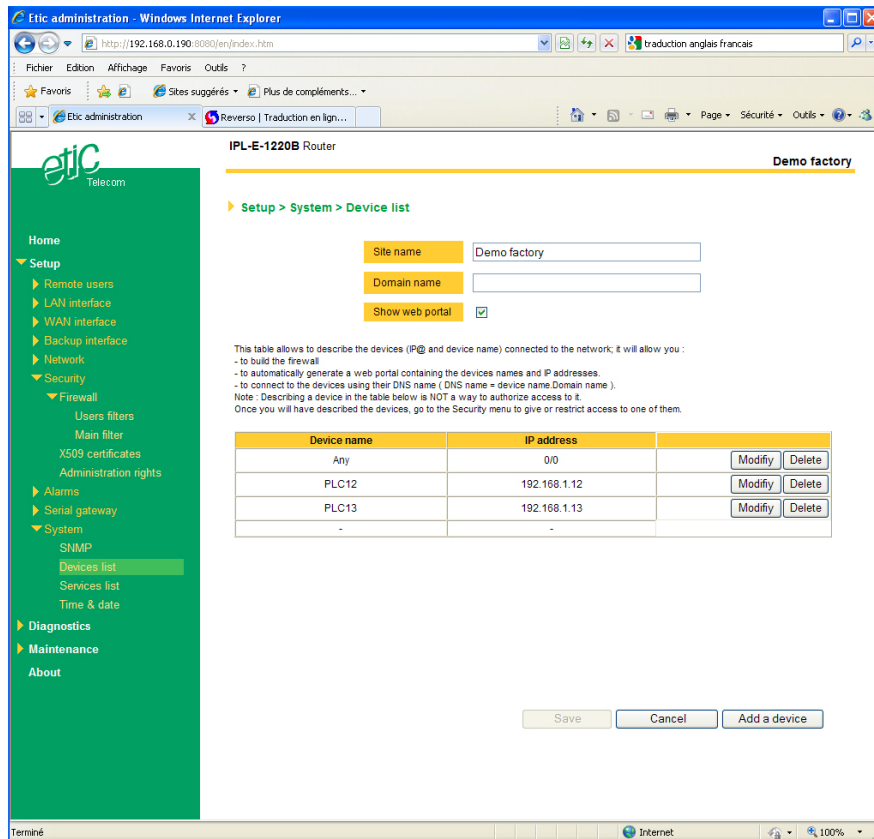 Etic administration - Windows Internet Explorer
http://192.168.0.190:8080/en/index.htm
traduction anglais francais
Fichier Edition Affichage Favoris Outils ?
Favoris Sites suggérés Plus de compléments...
Etic administration X Reverso | Traduction en lign... Page Sécurité Outils
etic
Telecom
IPL-E-1220B Router
Demo factory
Setup > System > Device list
Home
Setup
Remote users
LAN interface
WAN interface
Backup interface
Network
Security
Firewall
Users filters
Main filter
X509 certificates
Administration rights
Alarms
Serial gateway
System
SNMP
Devices list
Services list
Time & date
Diagnostics
Maintenance
About
Site name Demo factory
Domain name
Show web portal
This table allows to describe the devices (IP@ and device name) connected to the network; it will allow you :
- to build the firewall
- to automatically generate a web portal containing the devices names and IP addresses.
- to connect to the devices using their DNS name ( DNS name = device name.Domain name ).
Note : Describing a device in the table below is NOT a way to authorize access to it.
Once you will have described the devices, go to the Security menu to give or restrict access to one of them.
Device name IP address
Any 0/0 Modifiy Delete
PLC12 192.168.1.12 Modifiy Delete
PLC13 192.168.1.13 Modifiy Delete
- -
Save Cancel Add a device
Terminé Internet 100%